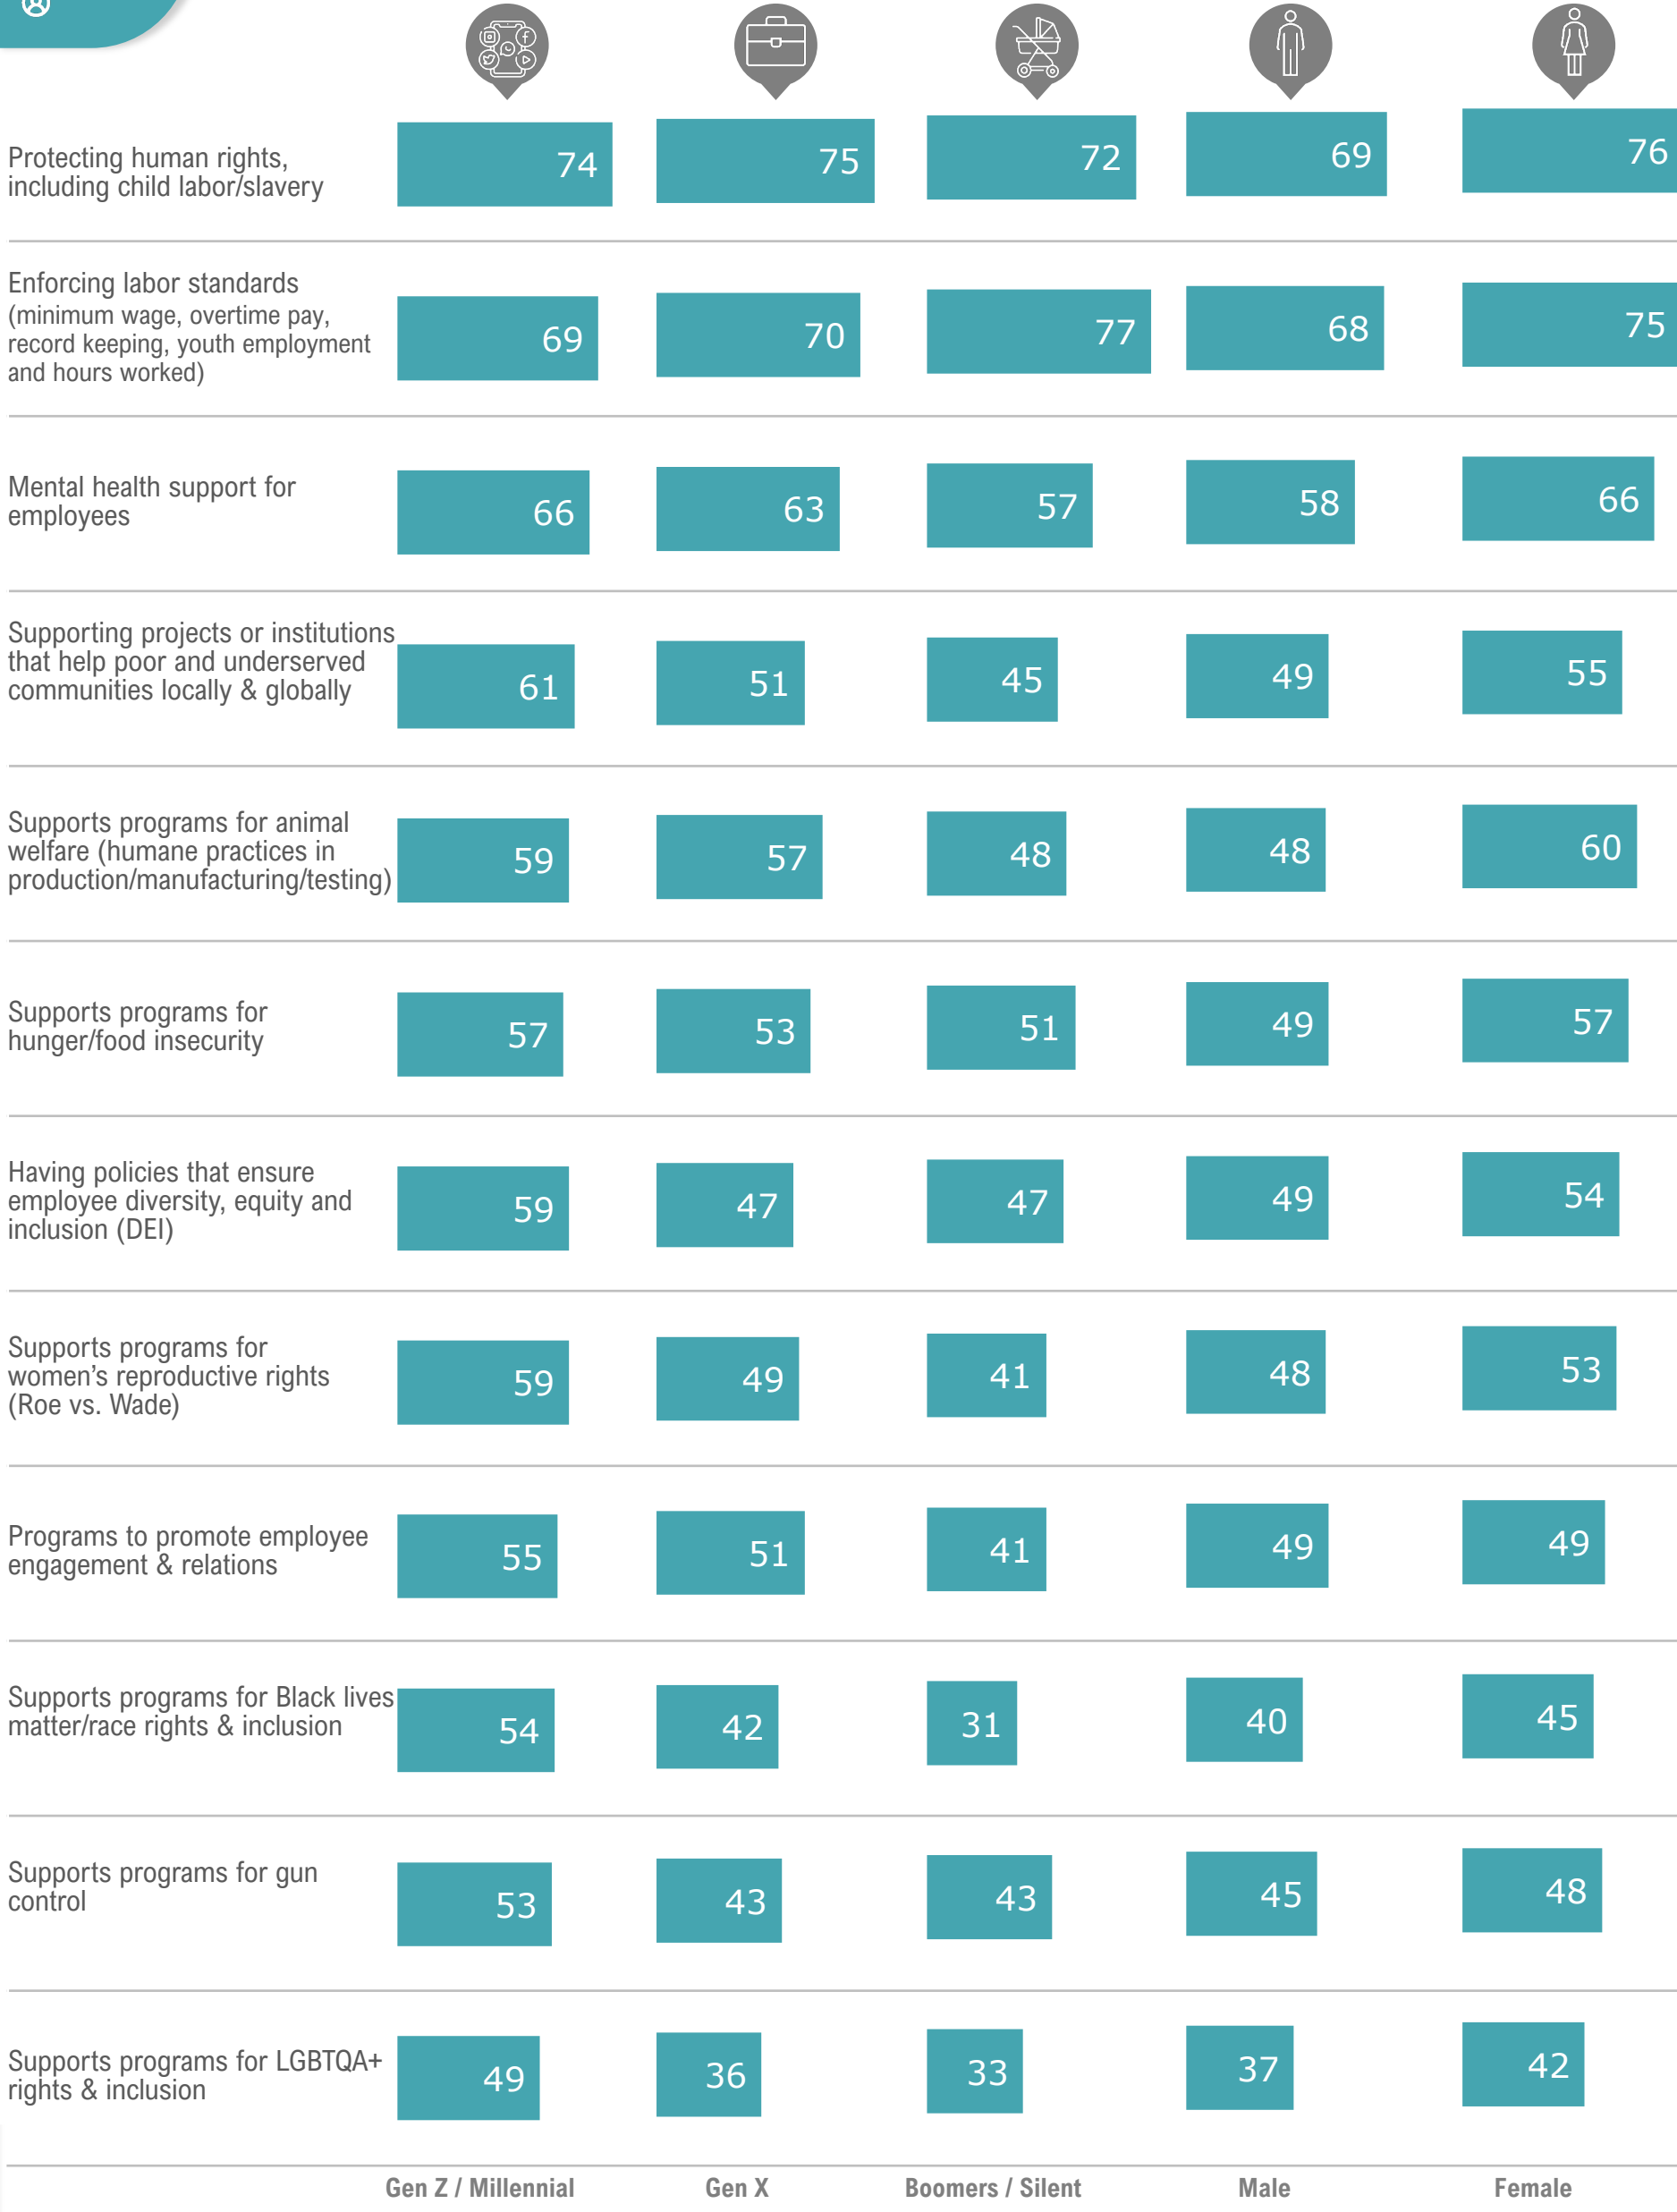 Protecting human rights,
including child labor/slavery
74 75 72 69 76
Enforcing labor standards
(minimum wage, overtime pay,
record keeping, youth employment
and hours worked)
69 70 77 68 75
Mental health support for
employees
66 63 57 58 66
Supporting projects or institutions
that help poor and underserved
communities locally & globally
61 51 45 49 55
Supports programs for animal
welfare (humane practices in
production/manufacturing/testing)
59 57 48 48 60
Supports programs for
hunger/food insecurity
57 53 51 49 57
Having policies that ensure
employee diversity, equity and
inclusion (DEI)
59 47 47 49 54
Supports programs for
women’s reproductive rights
(Roe vs. Wade)
59 49 41 48 53
Programs to promote employee
engagement & relations
55 51 41 49 49
Supports programs for Black lives
matter/race rights & inclusion
54 42 31 40 45
Supports programs for gun
control
53 43 43 45 48
Supports programs for LGBTQA+
rights & inclusion
49 36 33 37 42
Gen Z / Millennial Gen X Boomers / Silent Male Female